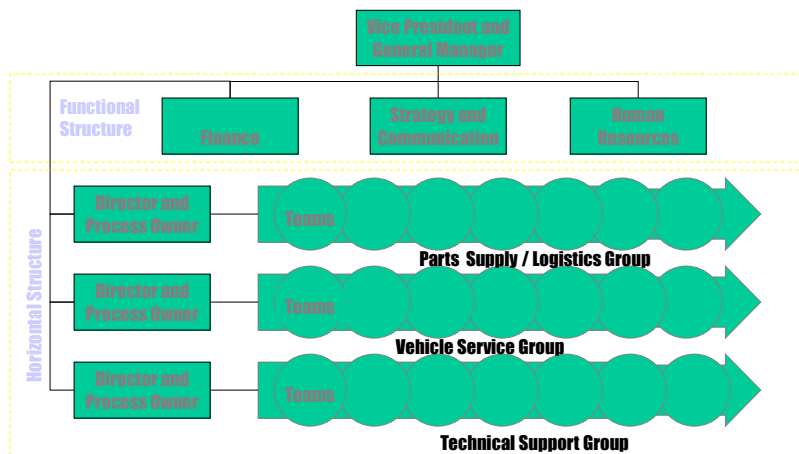 Vice President and
General Manager
Functional
Structure
Finance
Strategy and
Communication
Human
Resources
Horizontal Structure
Director and
Process Owner
Teams
Parts Supply / Logistics Group
Director and
Process Owner
Teams
Vehicle Service Group
Director and
Process Owner
Teams
Technical Support Group